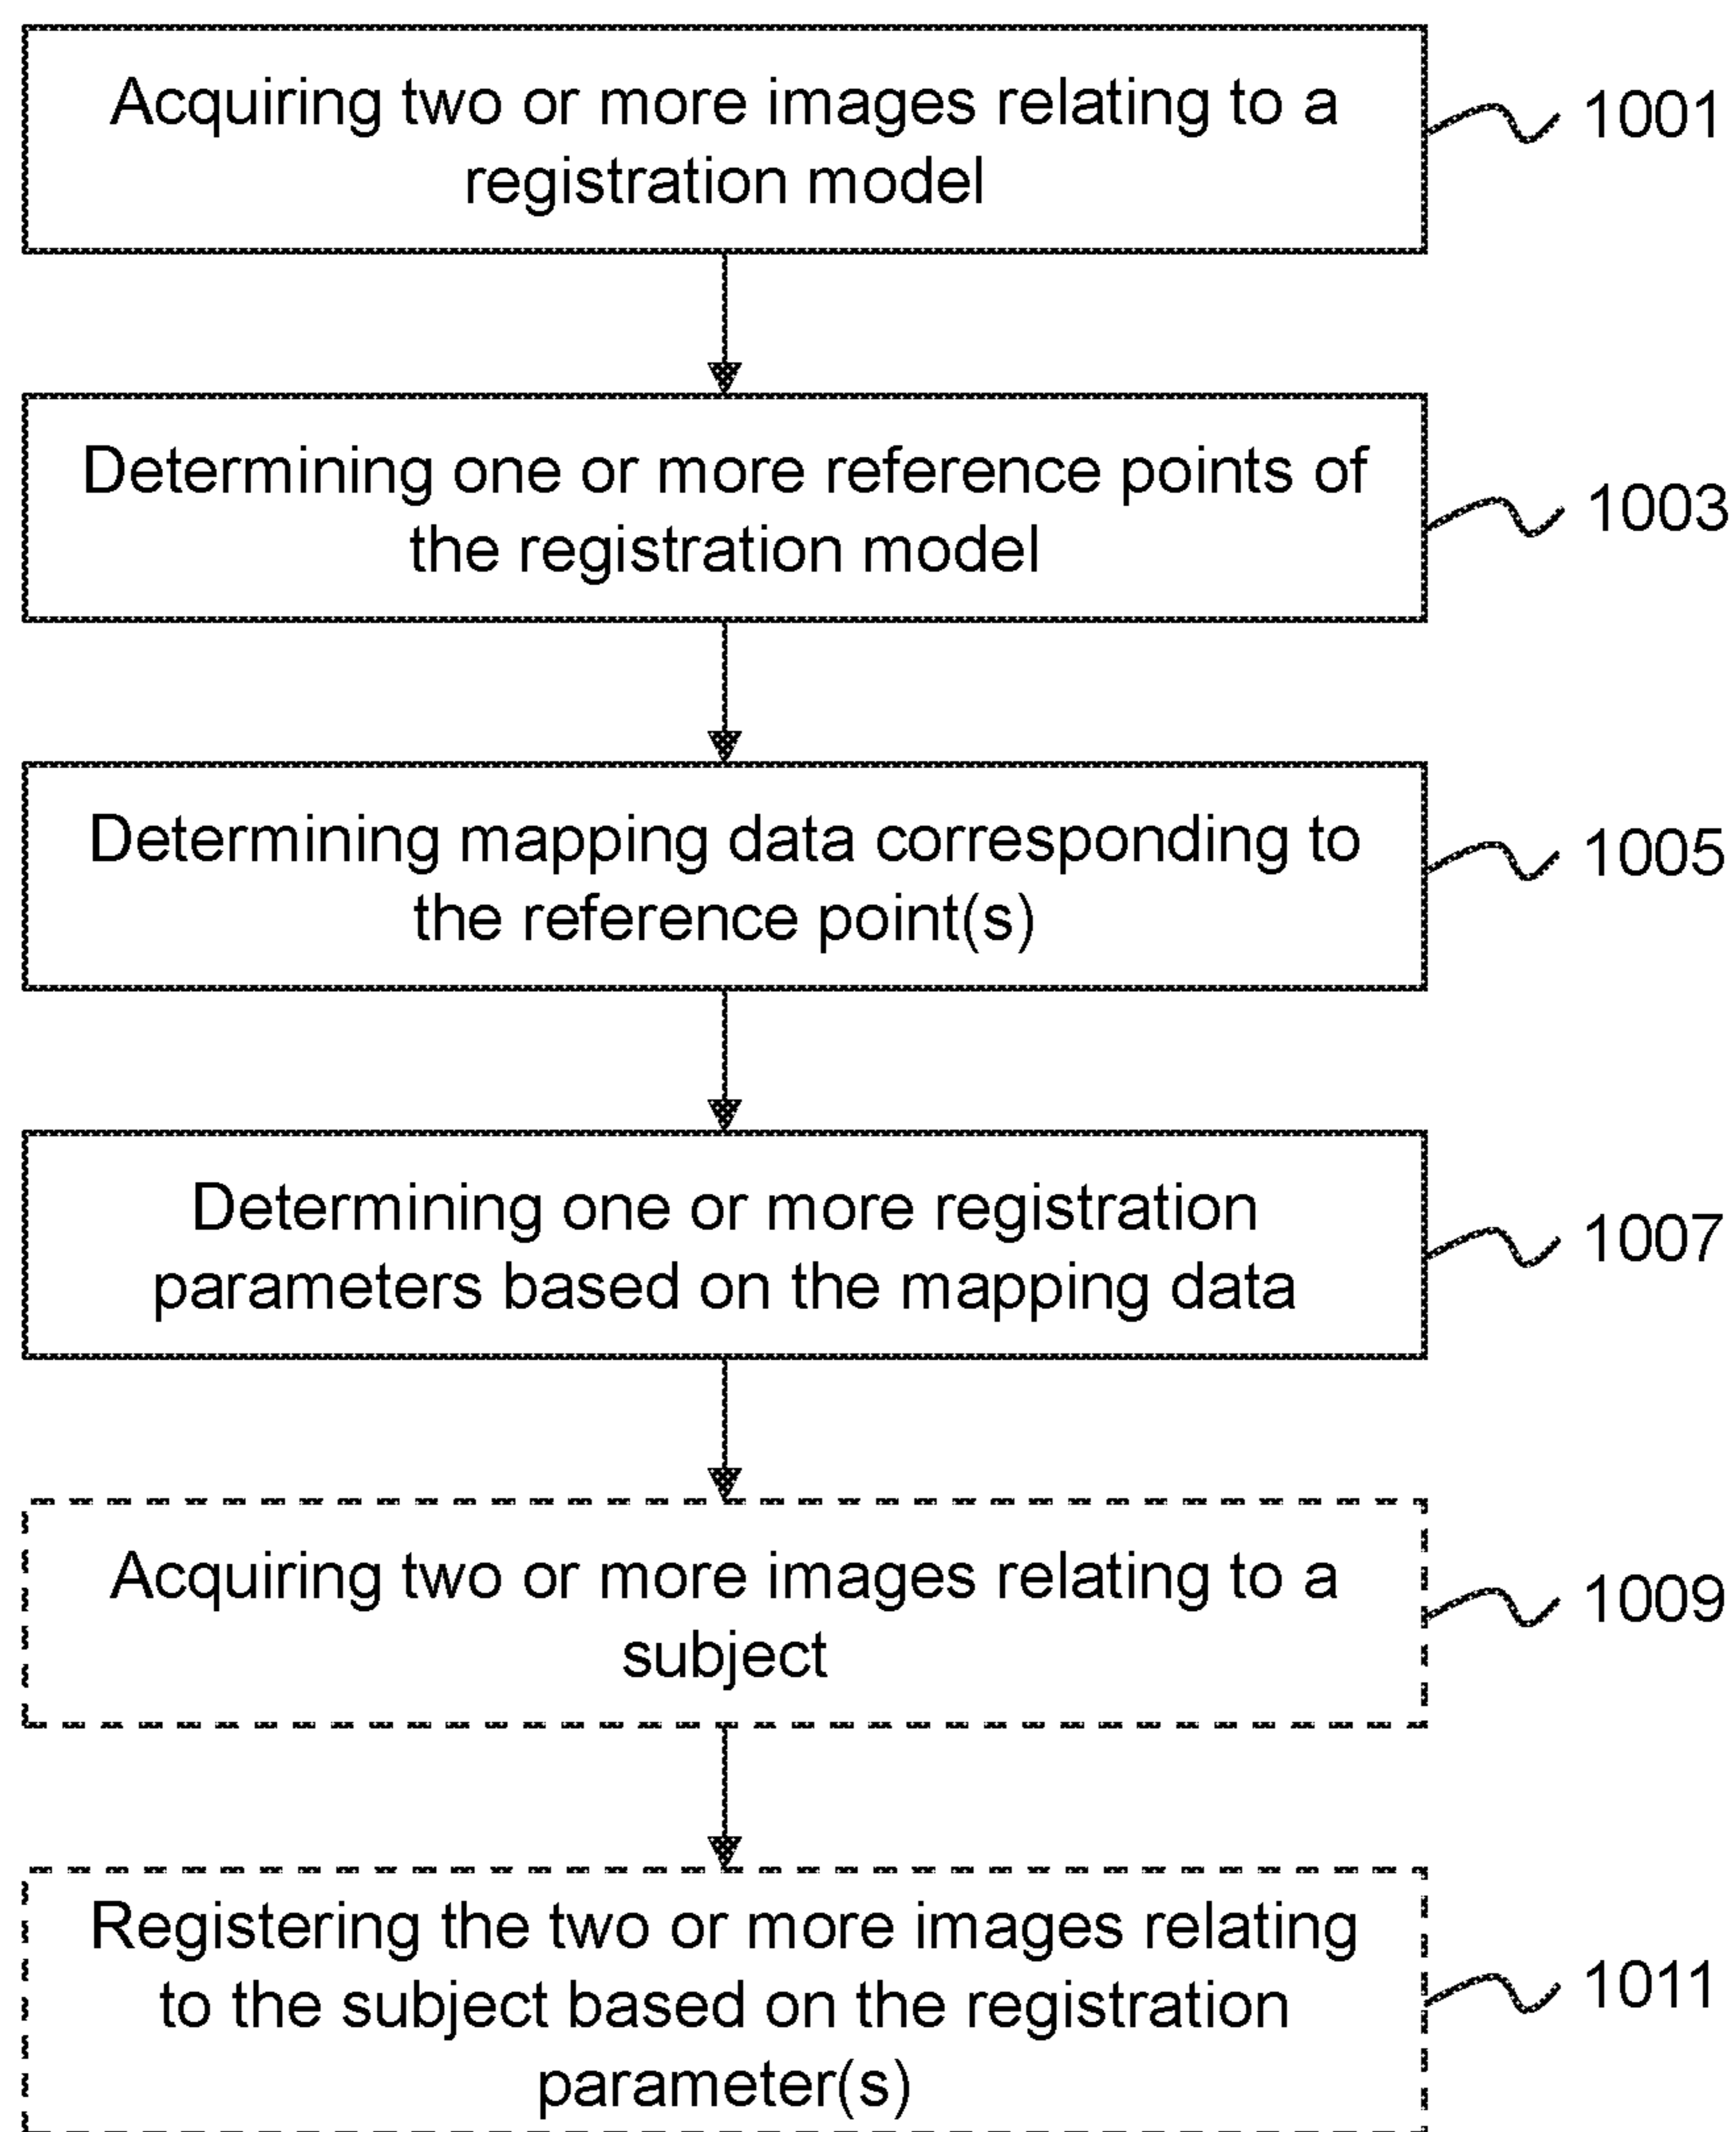 Acquiring two or more images relating to a
registration model
1001
Determining one or more reference points of
the registration model
1003
Determining mapping data corresponding to
the reference point(s)
1005
Determining one or more registration
parameters based on the mapping data
1007
Acquiring two or more images relating to a
subject
1009
Registering the two or more images relating
to the subject based on the registration
parameter(s)
1011